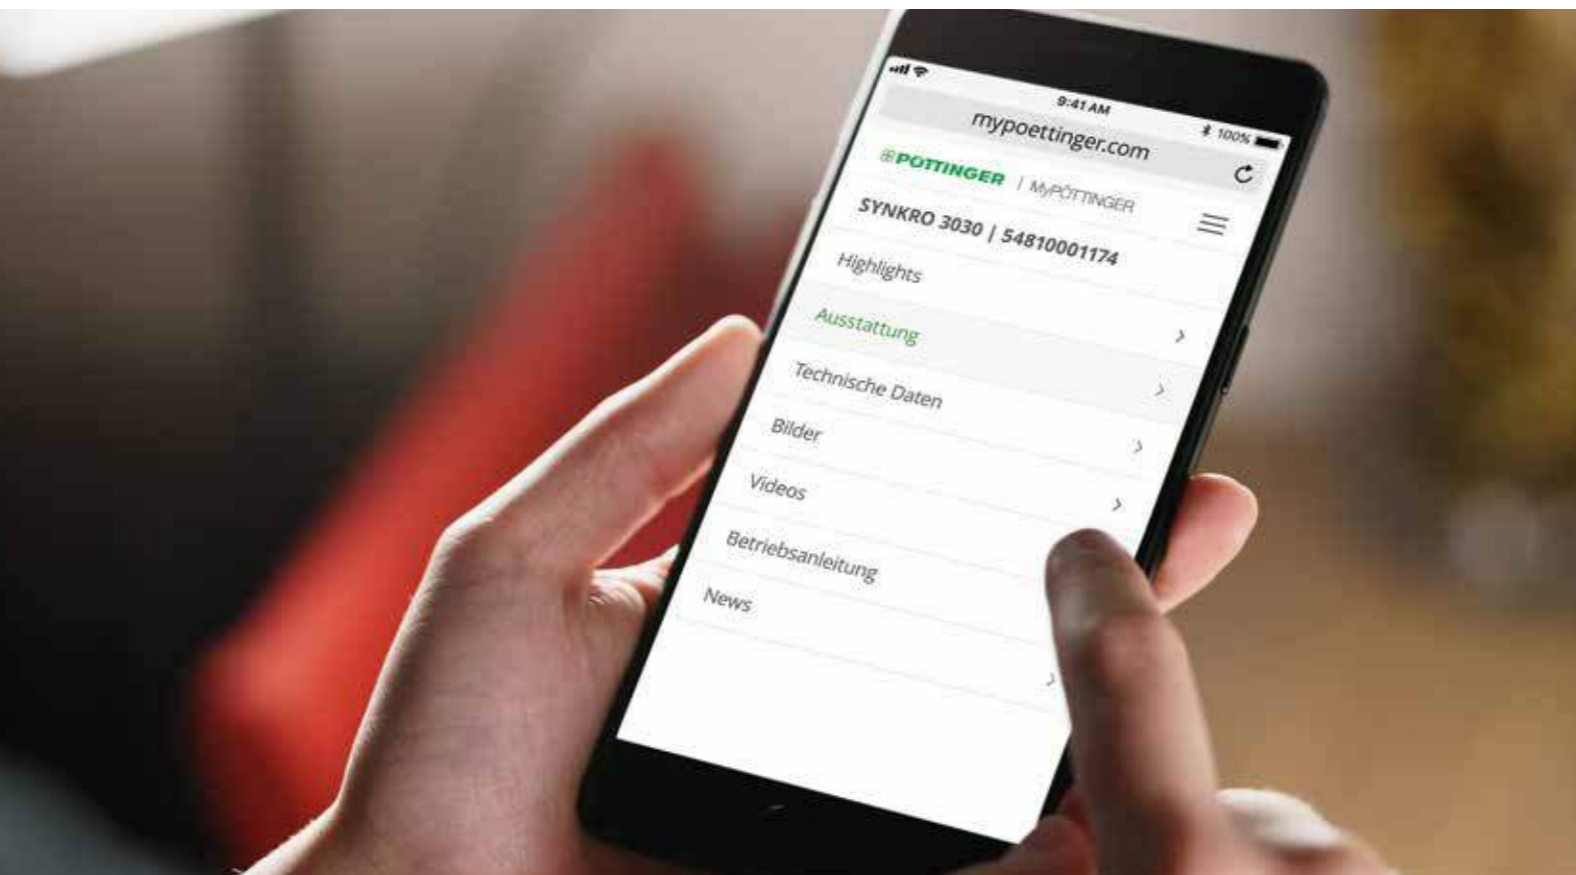 9:41 AM
100%
mypoettinger.com
PÖTTINGER | MyPÖTTINGER
SYNKRO 3030 | 54810001174
Highlights
Ausstattung
Technische Daten
Bilder
Videos
Betriebsanleitung
News